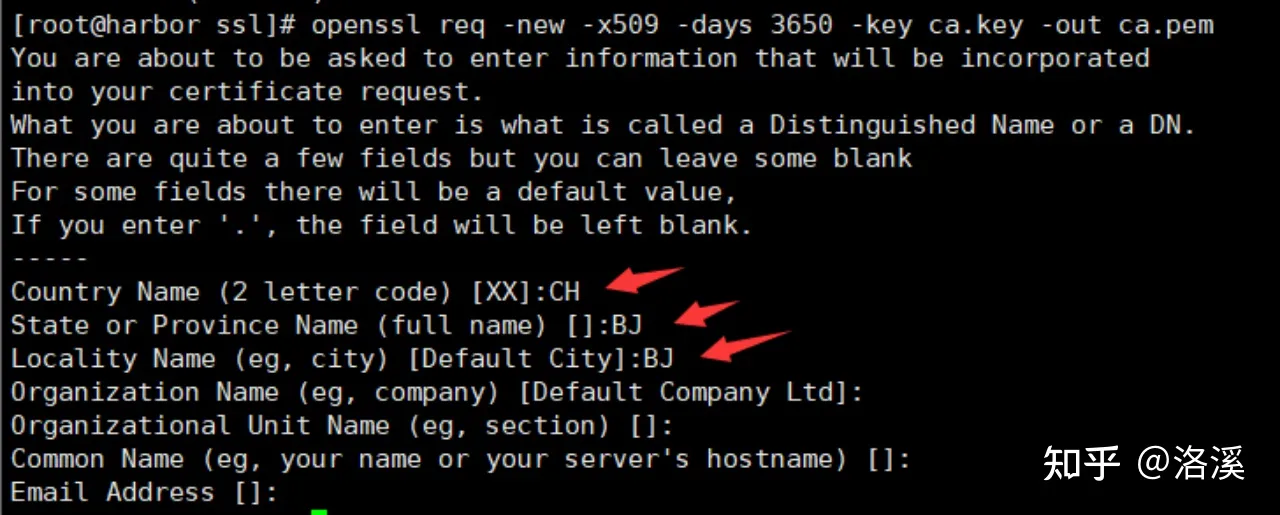 [root@harbor ssl]# openssl req -new -x509 -days 3650 -key ca.key -out ca.pem
You are about to be asked to enter information that will be incorporated
into your certificate request.
What you are about to enter is what is called a Distinguished Name or a DN.
There are quite a few fields but you can leave some blank
For some fields there will be a default value,
If you enter '.', the field will be left blank.
-----
Country Name (2 letter code) [XX]:CH
State or Province Name (full name) []:BJ
Locality Name (eg, city) [Default City]:BJ
Organization Name (eg, company) [Default Company Ltd]:
Organizational Unit Name (eg, section) []:
Common Name (eg, your name or your server's hostname) []:
Email Address []:
知乎 @洛溪